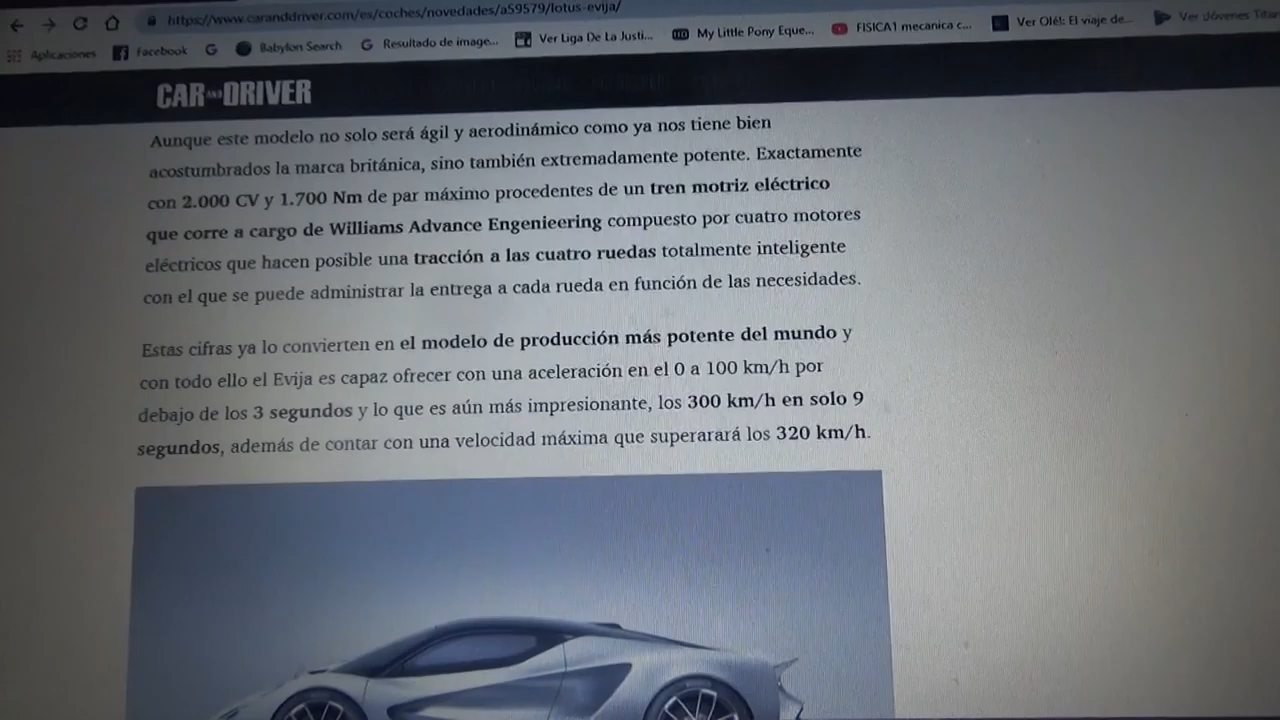 https://www.caranddriver.com/es/coches/novedades/a59579/lotus-evija/
Aplicaciones Facebook Babylon Search Resultado de image... Ver Liga De La Justi... My Little Pony Eque... FISICA1 mecanica c... Ver Olé!: El viaje de... Ver Jóvenes Titan
CAR AND DRIVER
Aunque este modelo no solo será ágil y aerodinámico como ya nos tiene bien
acostumbrados la marca británica, sino también extremadamente potente. Exactamente
con 2.000 CV y 1.700 Nm de par máximo procedentes de un tren motriz eléctrico
que corre a cargo de Williams Advance Engenieering compuesto por cuatro motores
eléctricos que hacen posible una tracción a las cuatro ruedas totalmente inteligente
con el que se puede administrar la entrega a cada rueda en función de las necesidades.
Estas cifras ya lo convierten en el modelo de producción más potente del mundo y
con todo ello el Evija es capaz ofrecer con una aceleración en el 0 a 100 km/h por
debajo de los 3 segundos y lo que es aún más impresionante, los 300 km/h en solo 9
segundos, además de contar con una velocidad máxima que superarará los 320 km/h.